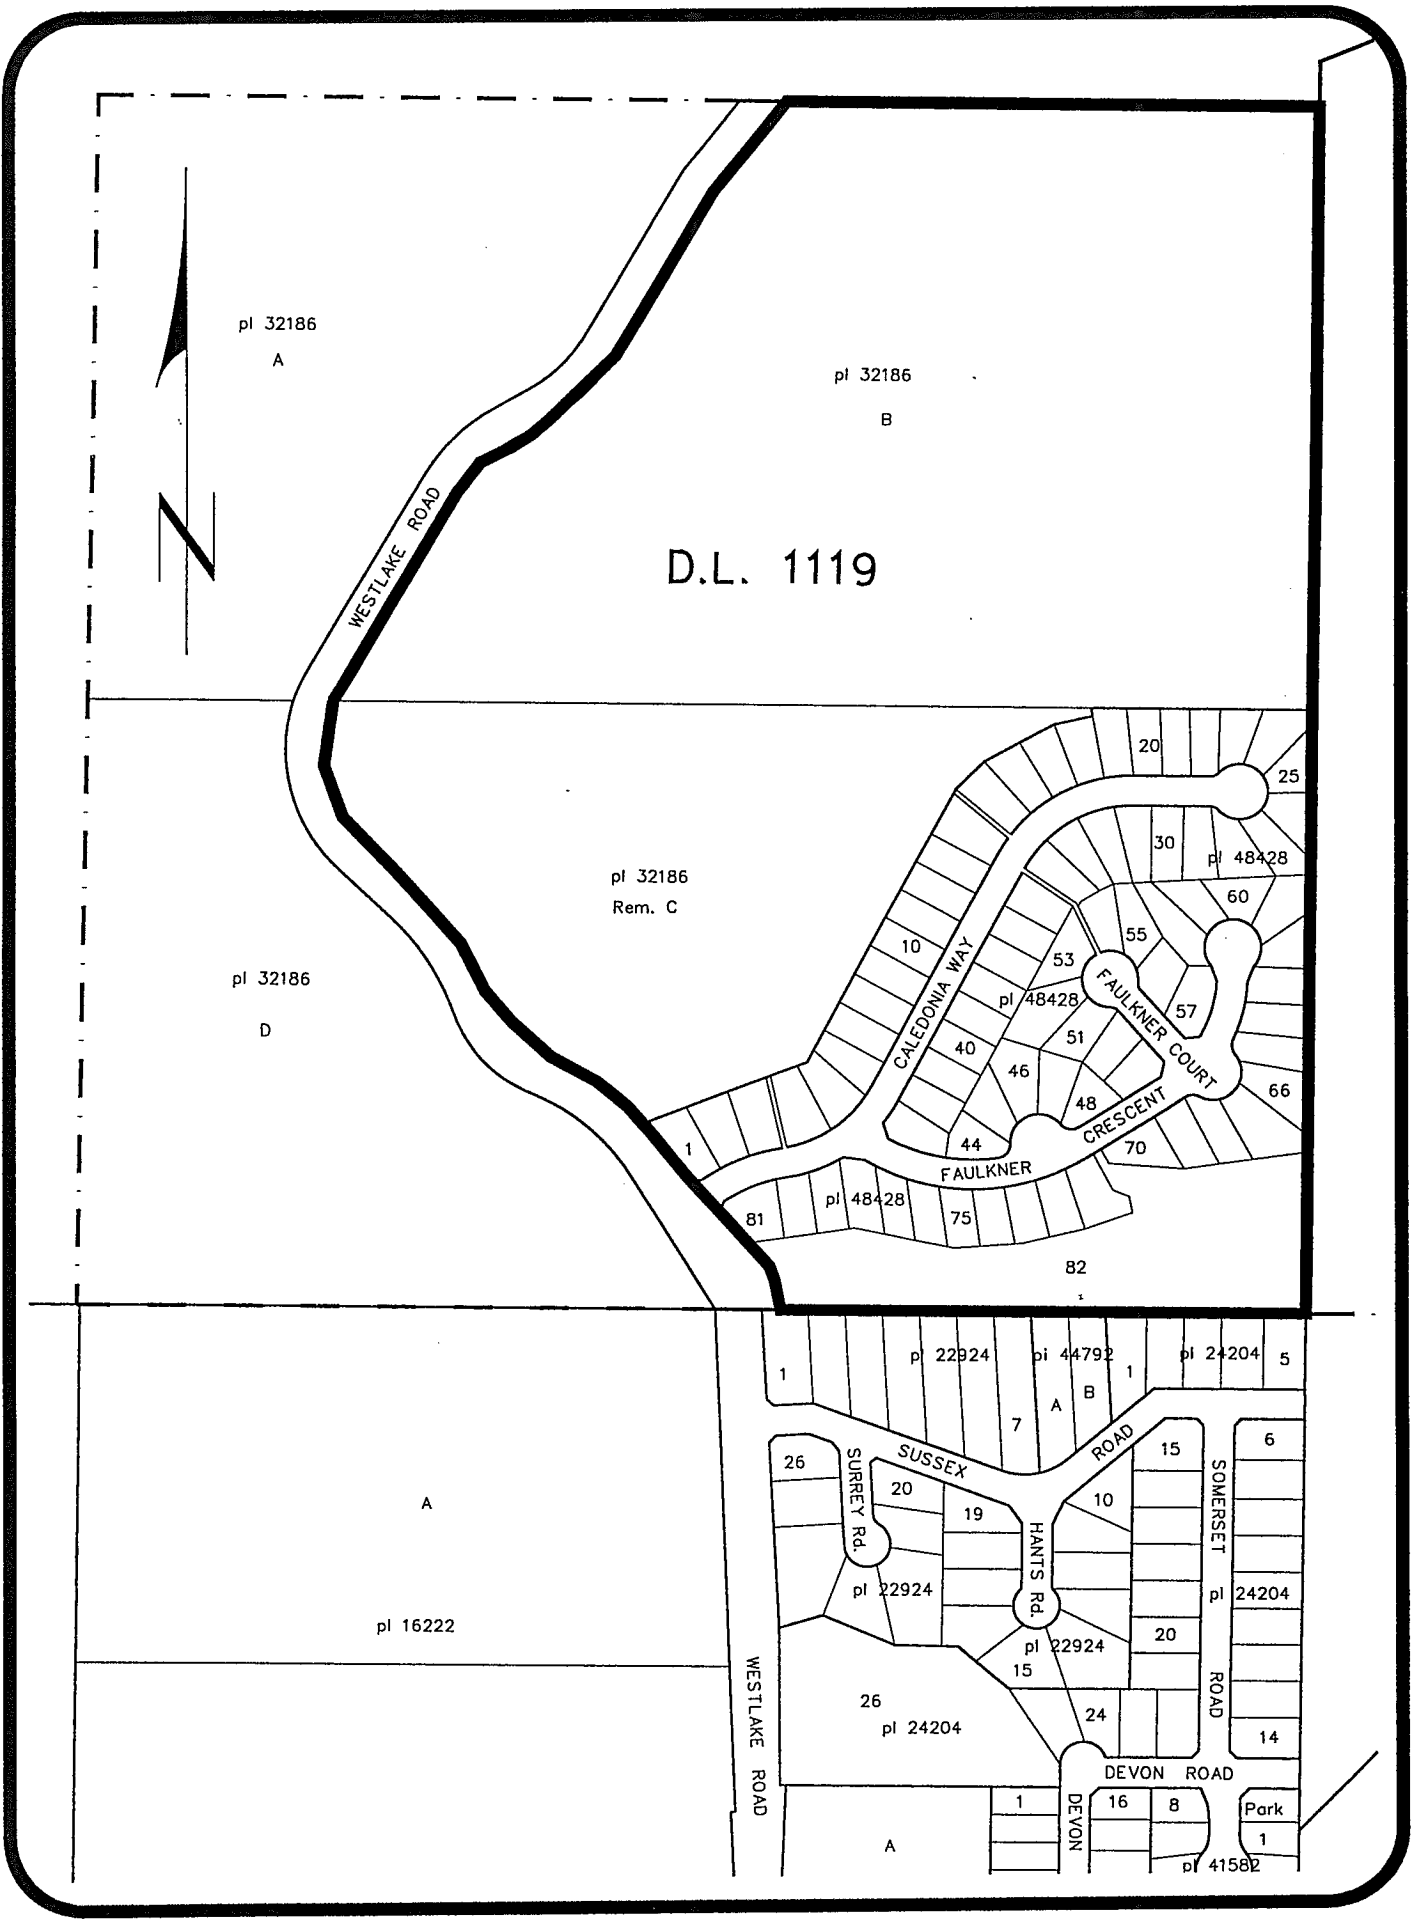 pl 32186
A
pl 32186
B
N
WESTLAKE ROAD
D.L. 1119
20
25
30
pl 48428
60
pl 32186
Rem. C
10
CALEDONIA WAY
53
55
pl 48428
57
FAULKNER COURT
51
40
46
48
66
pl 32186
D
1
44
CRESCENT
70
FAULKNER
81
pl 48428
75
82
1
pl 22924
pl 44792
A
B
1
pl 24204
5
7
SUSSEX
ROAD
26
SURREY Rd.
20
19
10
15
6
SOMERSET
HANTS Rd.
A
pl 22924
pl 24204
pl 16222
20
pl 22924
15
WESTLAKE ROAD
26
pl 24204
24
ROAD
14
DEVON ROAD
1
DEVON
16
8
Park
1
A
pl 41582